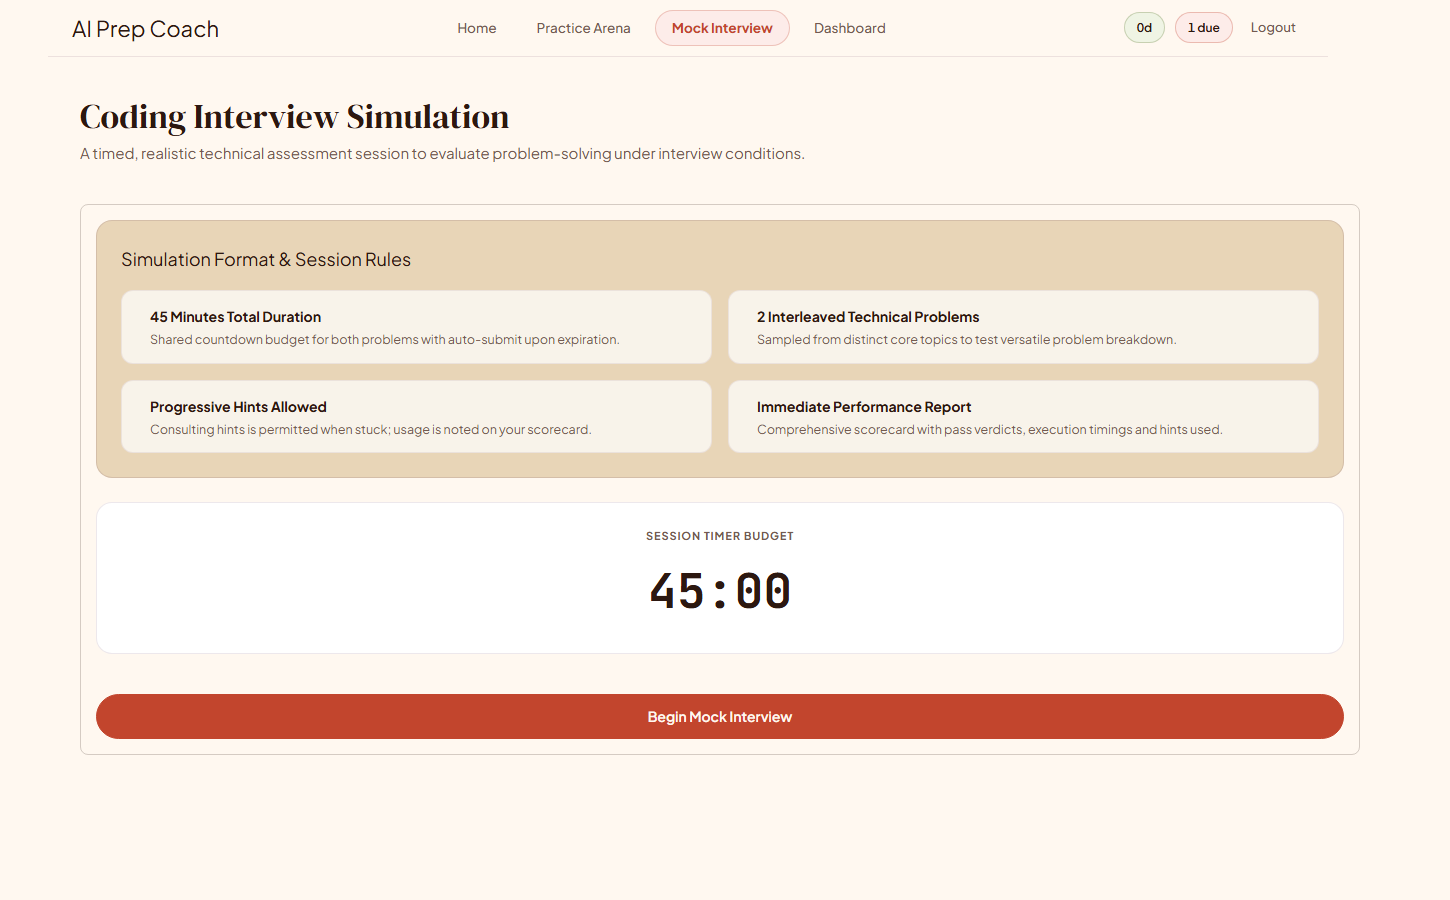 AI Prep Coach
Home
Practice Arena
Mock Interview
Dashboard
0d
1 due
Logout
Coding Interview Simulation
A timed, realistic technical assessment session to evaluate problem-solving under interview conditions.
Simulation Format & Session Rules
45 Minutes Total Duration
Shared countdown budget for both problems with auto-submit upon expiration.
2 Interleaved Technical Problems
Sampled from distinct core topics to test versatile problem breakdown.
Progressive Hints Allowed
Consulting hints is permitted when stuck; usage is noted on your scorecard.
Immediate Performance Report
Comprehensive scorecard with pass verdicts, execution timings and hints used.
SESSION TIMER BUDGET
45:00
Begin Mock Interview